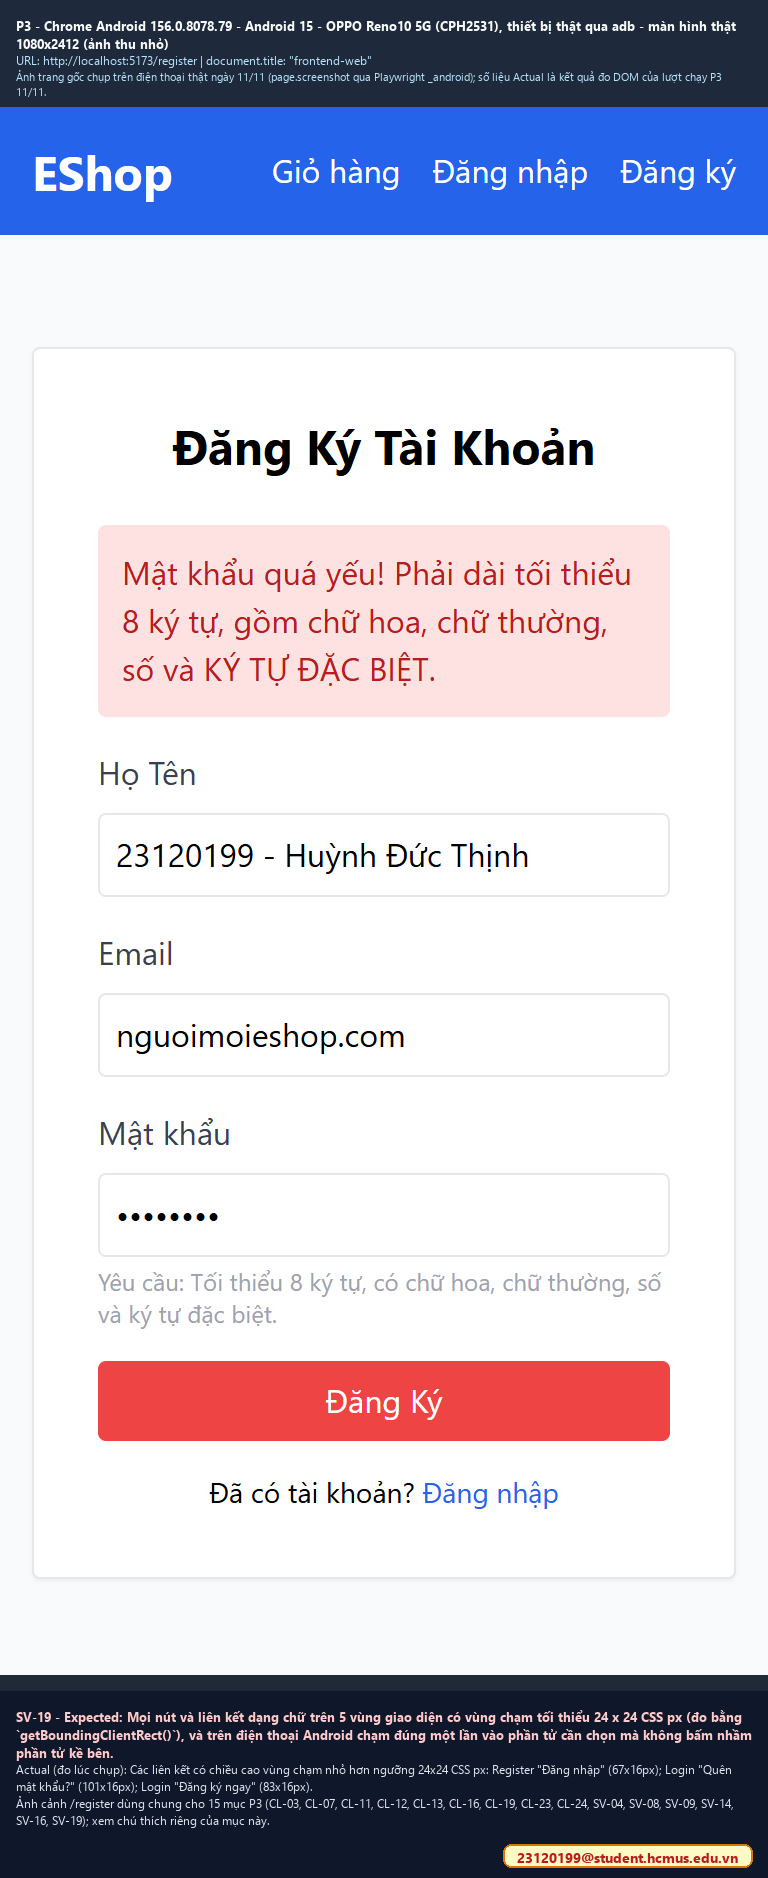 P3 - Chrome Android 156.0.8078.79 - Android 15 - OPPO Reno10 5G (CPH2531), thiết bị thật qua adb - màn hình thật
1080x2412 (ảnh thu nhỏ)
URL: http://localhost:5173/register | document.title: "frontend-web"
Ảnh trang gốc chụp trên điện thoại thật ngày 11/11 (page.screenshot qua Playwright _android); số liệu Actual là kết quả đo DOM của lượt chạy P3
11/11.
EShop
Giỏ hàng Đăng nhập Đăng ký
Đăng Ký Tài Khoản
Mật khẩu quá yếu! Phải dài tối thiểu
8 ký tự, gồm chữ hoa, chữ thường,
số và KÝ TỰ ĐẶC BIỆT.
Họ Tên
23120199 - Huỳnh Đức Thịnh
Email
nguoimoieshop.com
Mật khẩu
••••••••
Yêu cầu: Tối thiểu 8 ký tự, có chữ hoa, chữ thường, số
và ký tự đặc biệt.
Đăng Ký
Đã có tài khoản? Đăng nhập
SV-19 - Expected: Mọi nút và liên kết dạng chữ trên 5 vùng giao diện có vùng chạm tối thiểu 24 x 24 CSS px (đo bằng
`getBoundingClientRect()`), và trên điện thoại Android chạm đúng một lần vào phần tử cần chọn mà không bấm nhầm
phần tử kề bên.
Actual (đo lúc chụp): Các liên kết có chiều cao vùng chạm nhỏ hơn ngưỡng 24x24 CSS px: Register "Đăng nhập" (67x16px); Login "Quên
mật khẩu?" (101x16px); Login "Đăng ký ngay" (83x16px).
Ảnh cảnh /register dùng chung cho 15 mục P3 (CL-03, CL-07, CL-11, CL-12, CL-13, CL-16, CL-19, CL-23, CL-24, SV-04, SV-08, SV-09, SV-14,
SV-16, SV-19); xem chú thích riêng của mục này.
23120199@student.hcmus.edu.vn